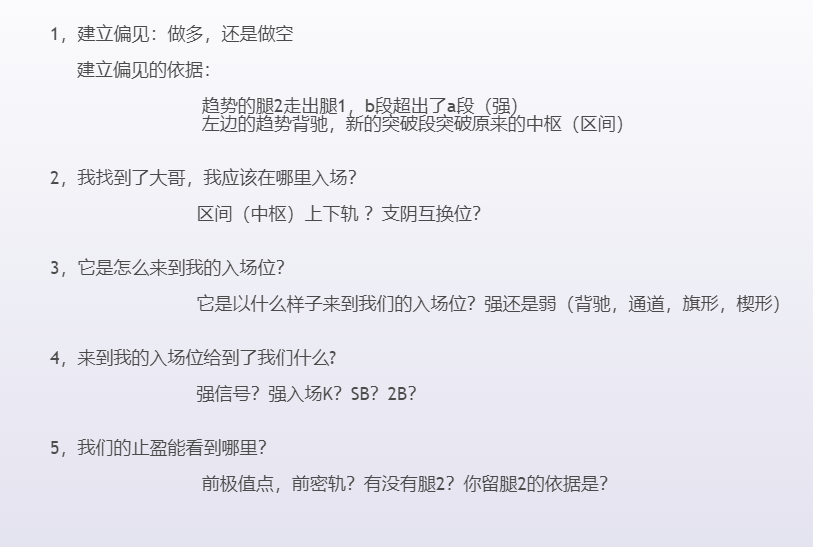 1，建立偏见：做多，还是做空
建立偏见的依据：
趋势的腿2走出腿1，b段超出了a段（强）
左边的趋势背驰，新的突破段突破原来的中枢（区间）
2，我找到了大哥，我应该在哪里入场？
区间（中枢）上下轨 ？支阴互换位？
3，它是怎么来到我的入场位？
它是以什么样子来到我们的入场位？强还是弱（背驰，通道，旗形，楔形）
4，来到我的入场位给到了我们什么?
强信号？强入场K？SB？2B？
5，我们的止盈能看到哪里？
前极值点，前密轨？有没有腿2？你留腿2的依据是？